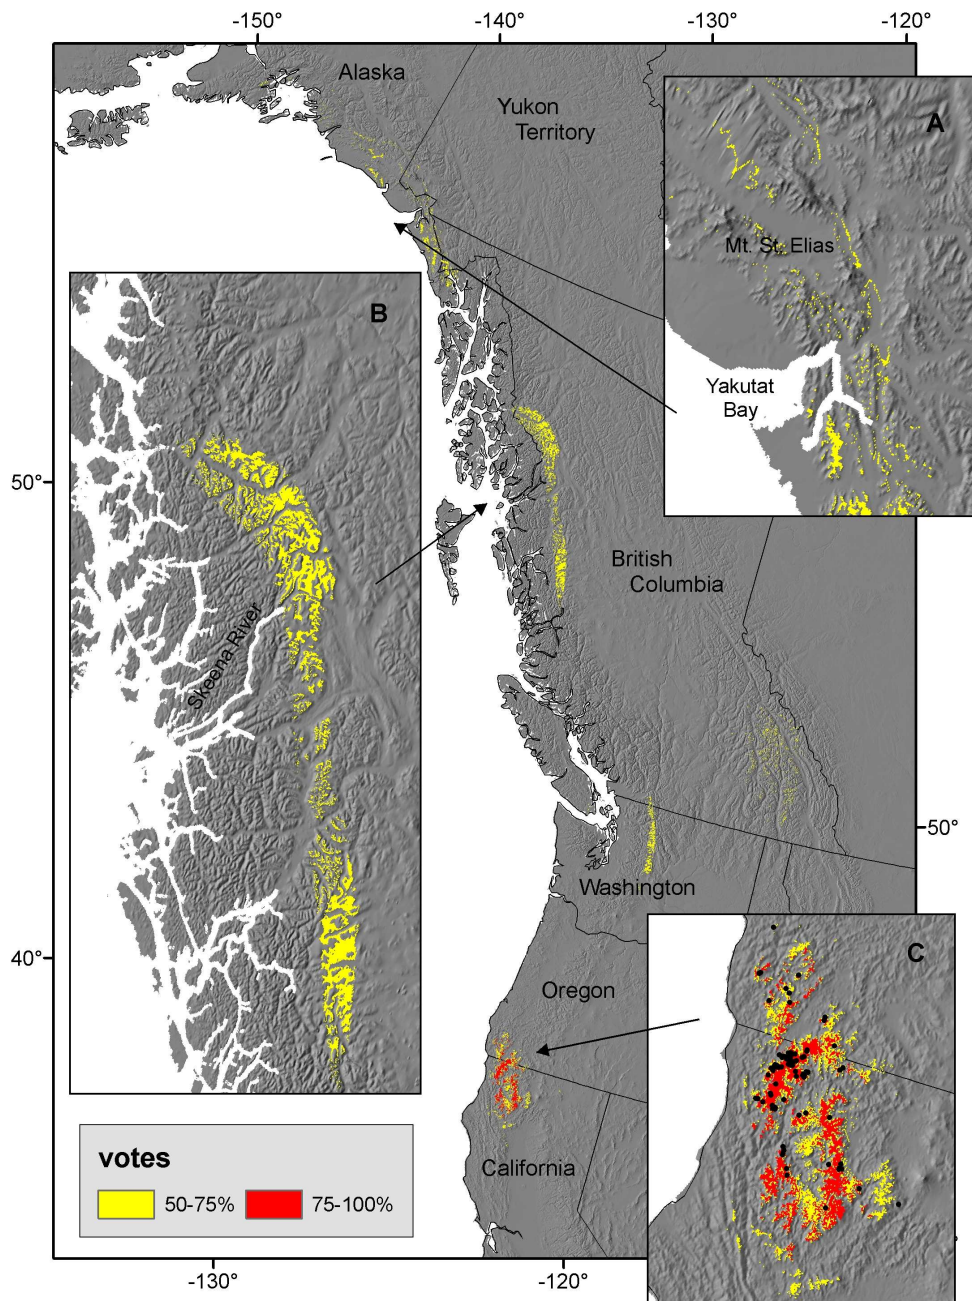 -150°
-140°
-130°
-120°
Alaska
Yukon
Territory
A
Mt. St. Elias
Yakutat
Bay
B
50°
British
Columbia
Skeena River
50°
Washington
C
40°
Oregon
California
votes
50-75%
75-100%
-130°
-120°